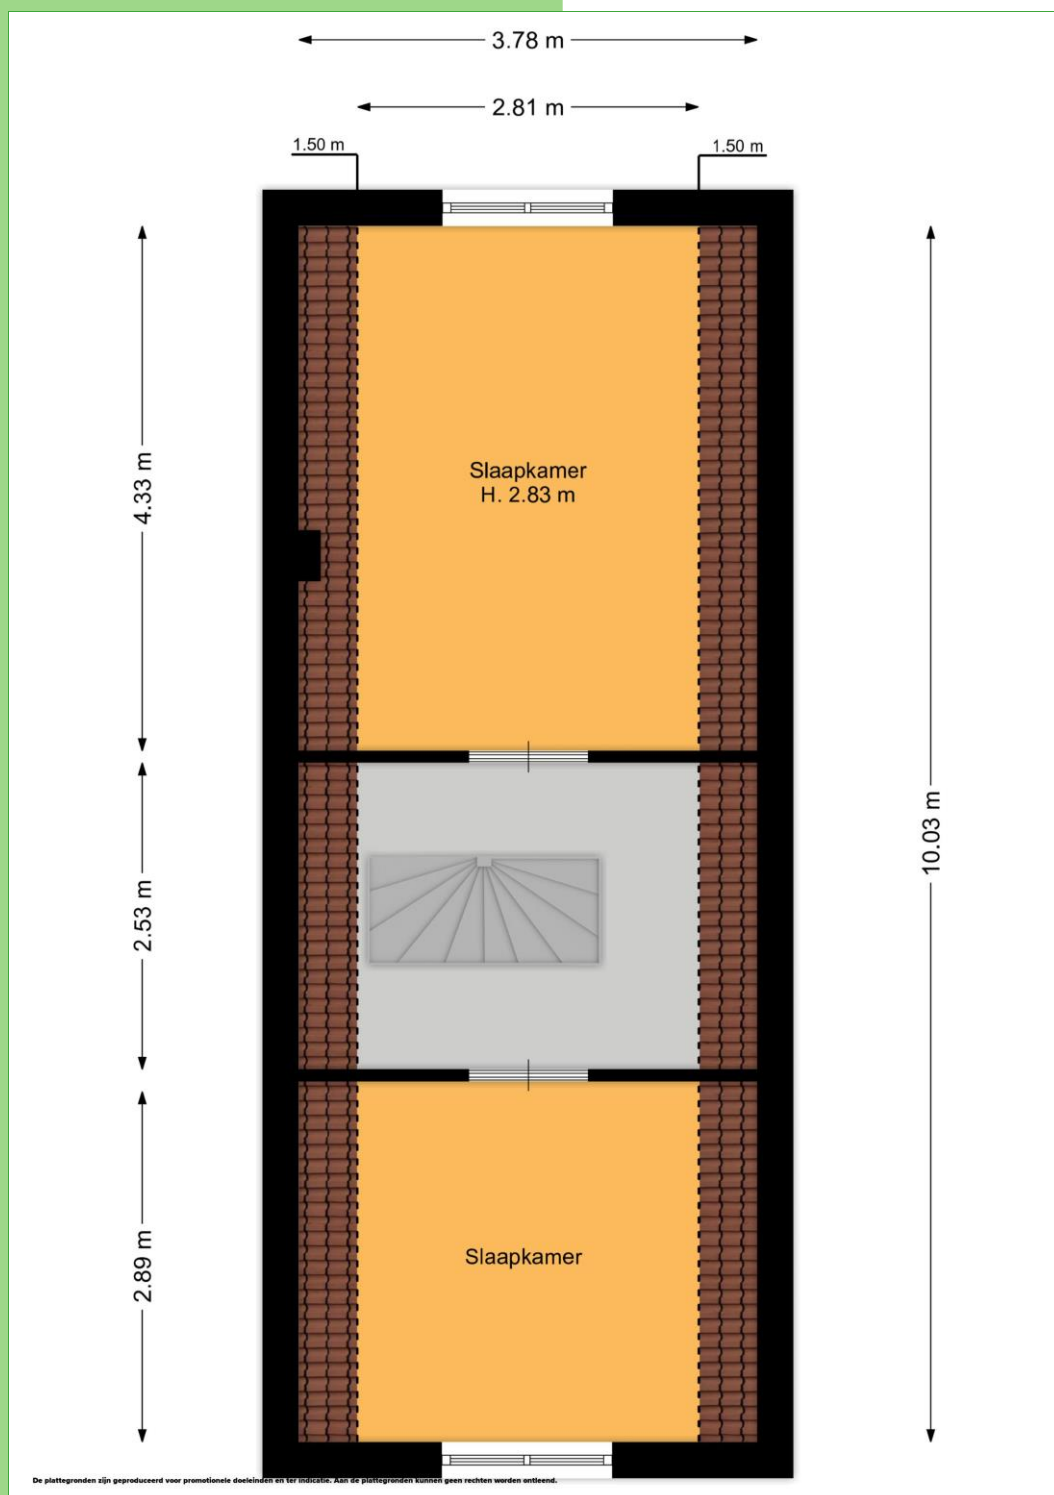 3.78 m
2.81 m
1.50 m
1.50 m
4.33 m
Slaapkamer
H. 2.83 m
10.03 m
2.53 m
2.89 m
Slaapkamer
De plattegronden zijn geproduceerd voor promotionele doeleinden en ter indicatie. Aan de plattegronden kunnen geen rechten worden ontleend.